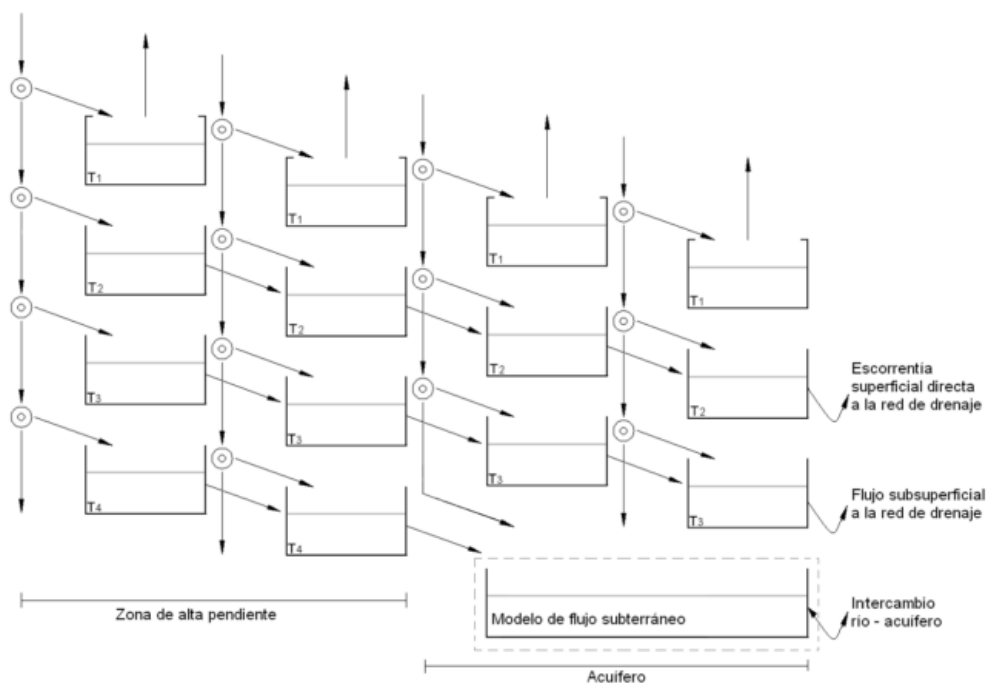 T1
T1
T1
T1
T2
T2
T2
T2
T3
T3
T3
T3
T4
T4
Escorrentía
superficial directa
a la red de drenaje
Flujo subsuperficial
a la red de drenaje
Zona de alta pendiente
Modelo de flujo subterráneo
Intercambio
río - acuífero
Acuífero